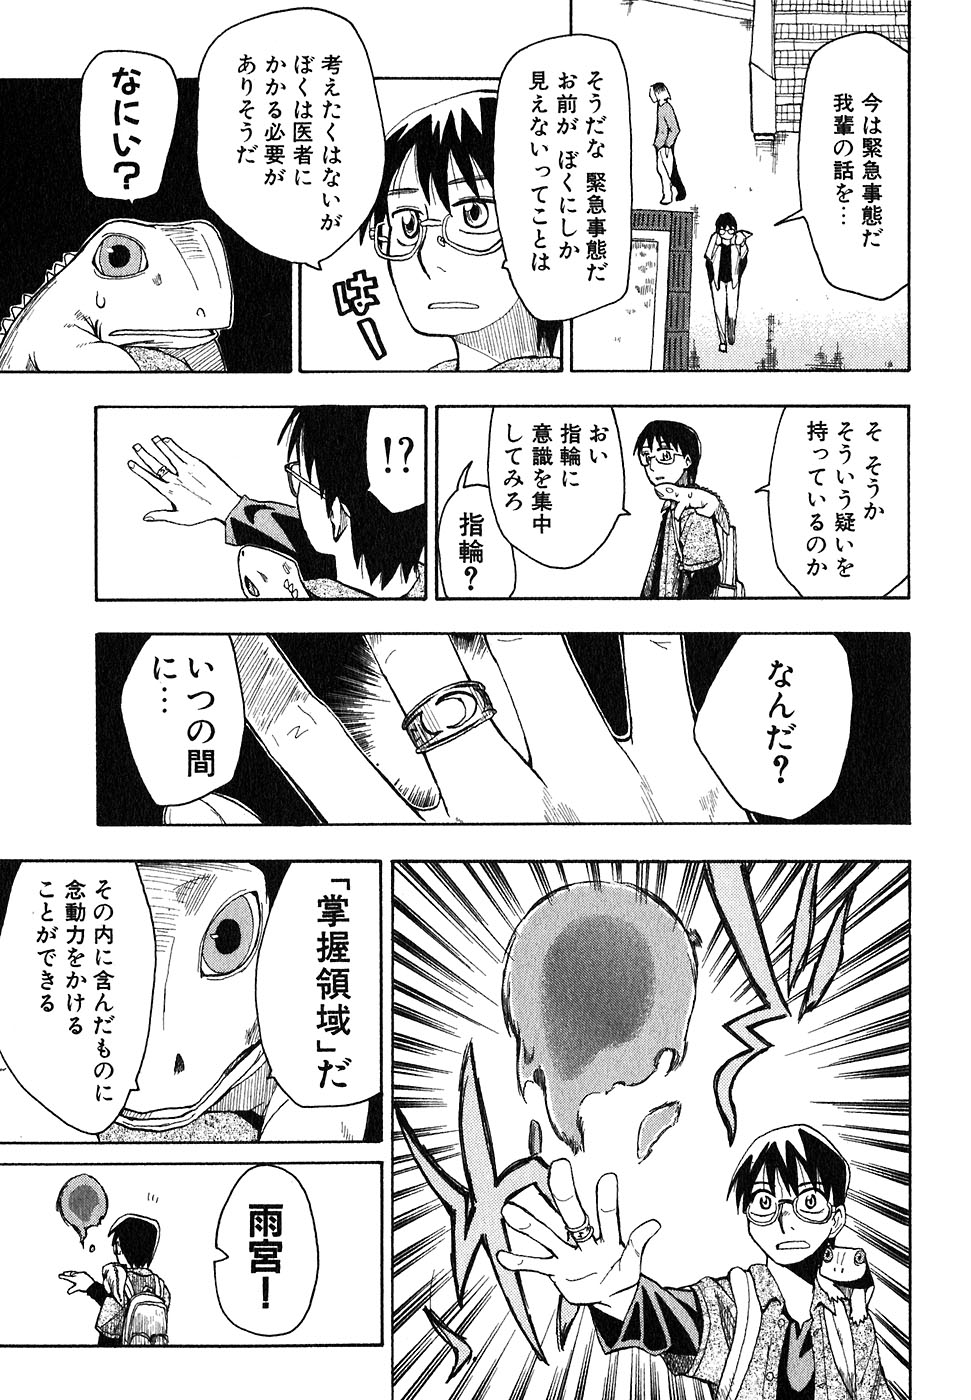 今は緊急事態だ
我輩の話を…
そうだな 緊急事態だ
お前が ぼくにしか
見えないってことは
考えたくはないが
ぼくは医者に
かかる必要が
ありそうだ
はー
なにい?
そ そうか
そういう疑いを
持っているのか
おい
指輪に
意識を集中
してみろ
指輪?
!?
なんだ?
いつの間
に…
「掌握領域」だ
その内に含んだものに
念動力をかける
ことができる
雨宮!